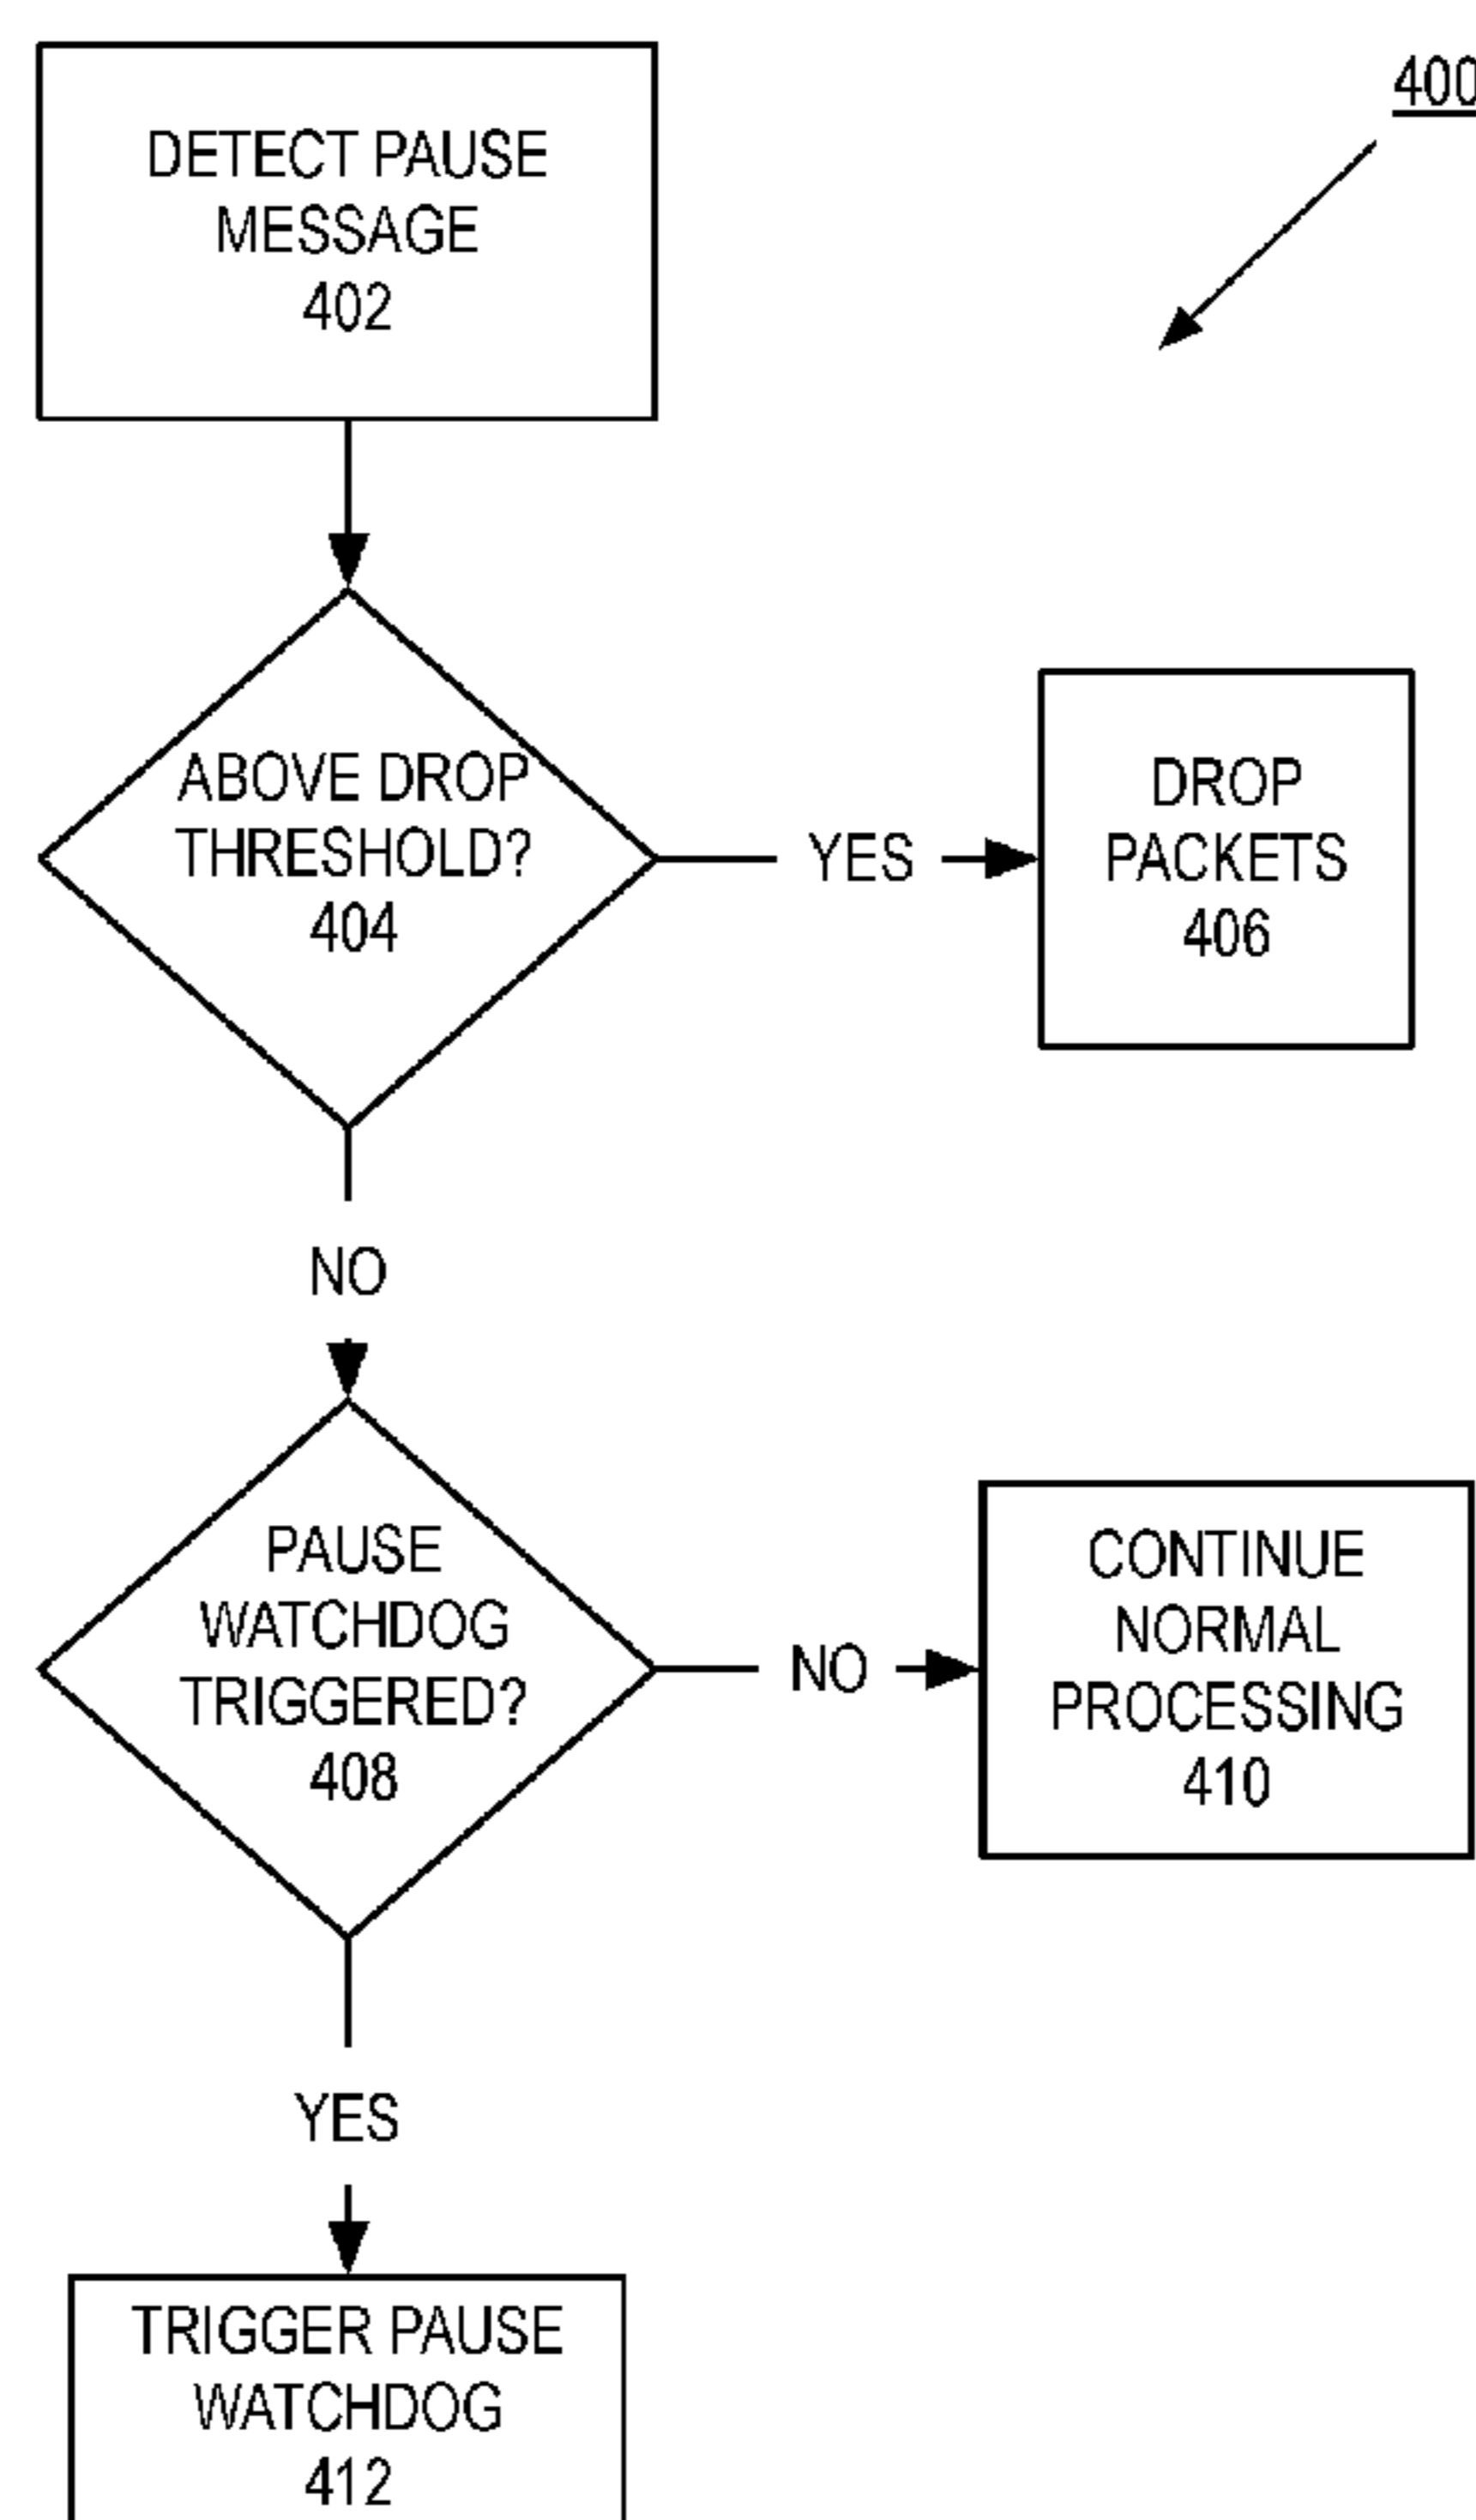 400
DETECT PAUSE
MESSAGE
402
ABOVE DROP
THRESHOLD?
404
YES
DROP
PACKETS
406
NO
PAUSE
WATCHDOG
TRIGGERED?
408
NO
CONTINUE
NORMAL
PROCESSING
410
YES
TRIGGER PAUSE
WATCHDOG
412